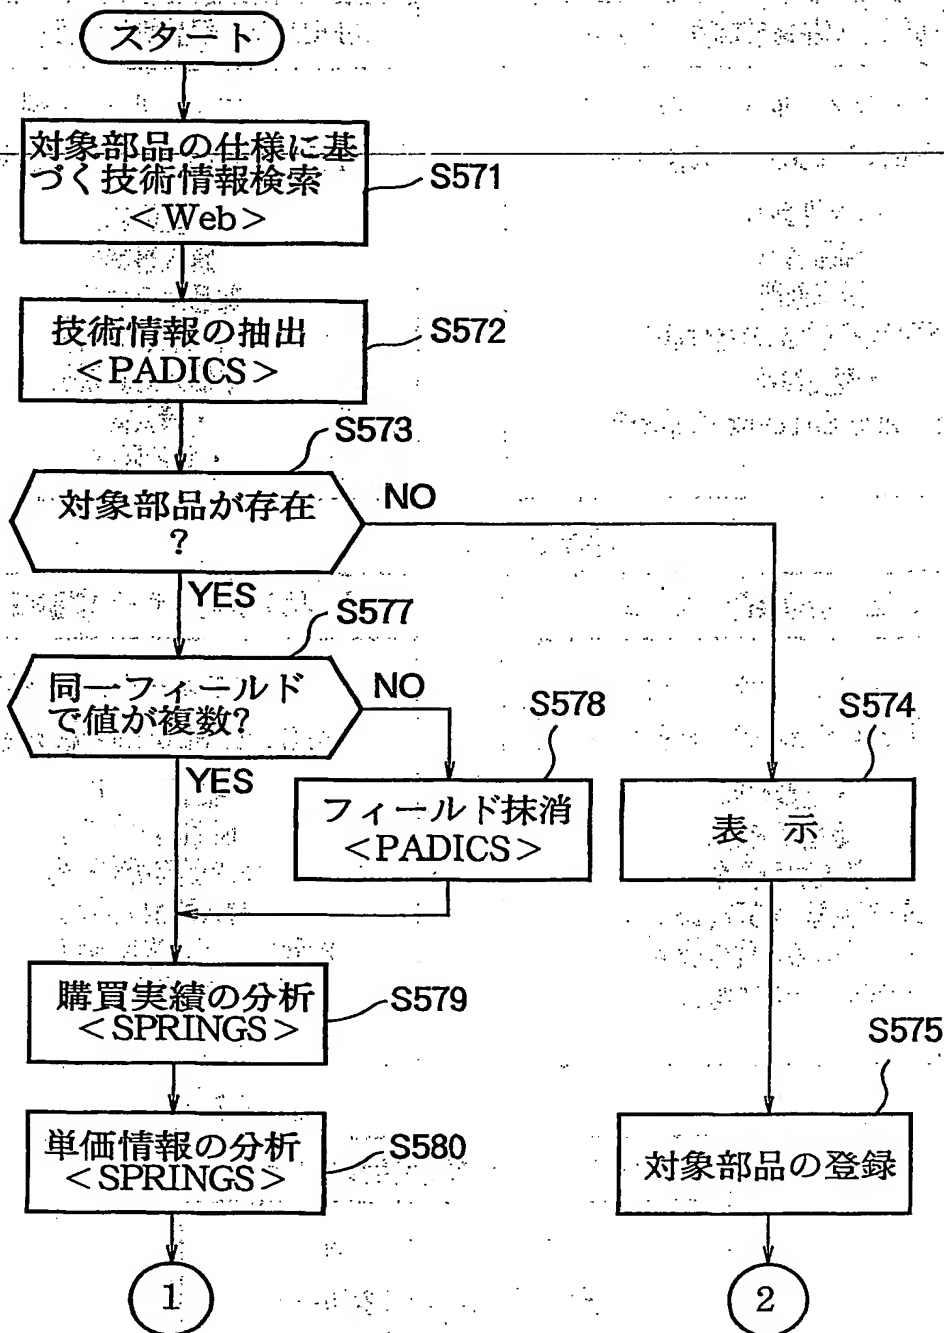 スタート
対象部品の仕様に基
づく技術情報検索
<Web>
S571
技術情報の抽出
<PADICS>
S572
S573
対象部品が存在
?
NO
YES
S577
同一フィールド
で値が複数?
NO
YES
S578
フィールド抹消
<PADICS>
S574
表 示
購買実績の分析
<SPRINGS>
S579
S575
単価情報の分析
<SPRINGS>
S580
対象部品の登録
1
2